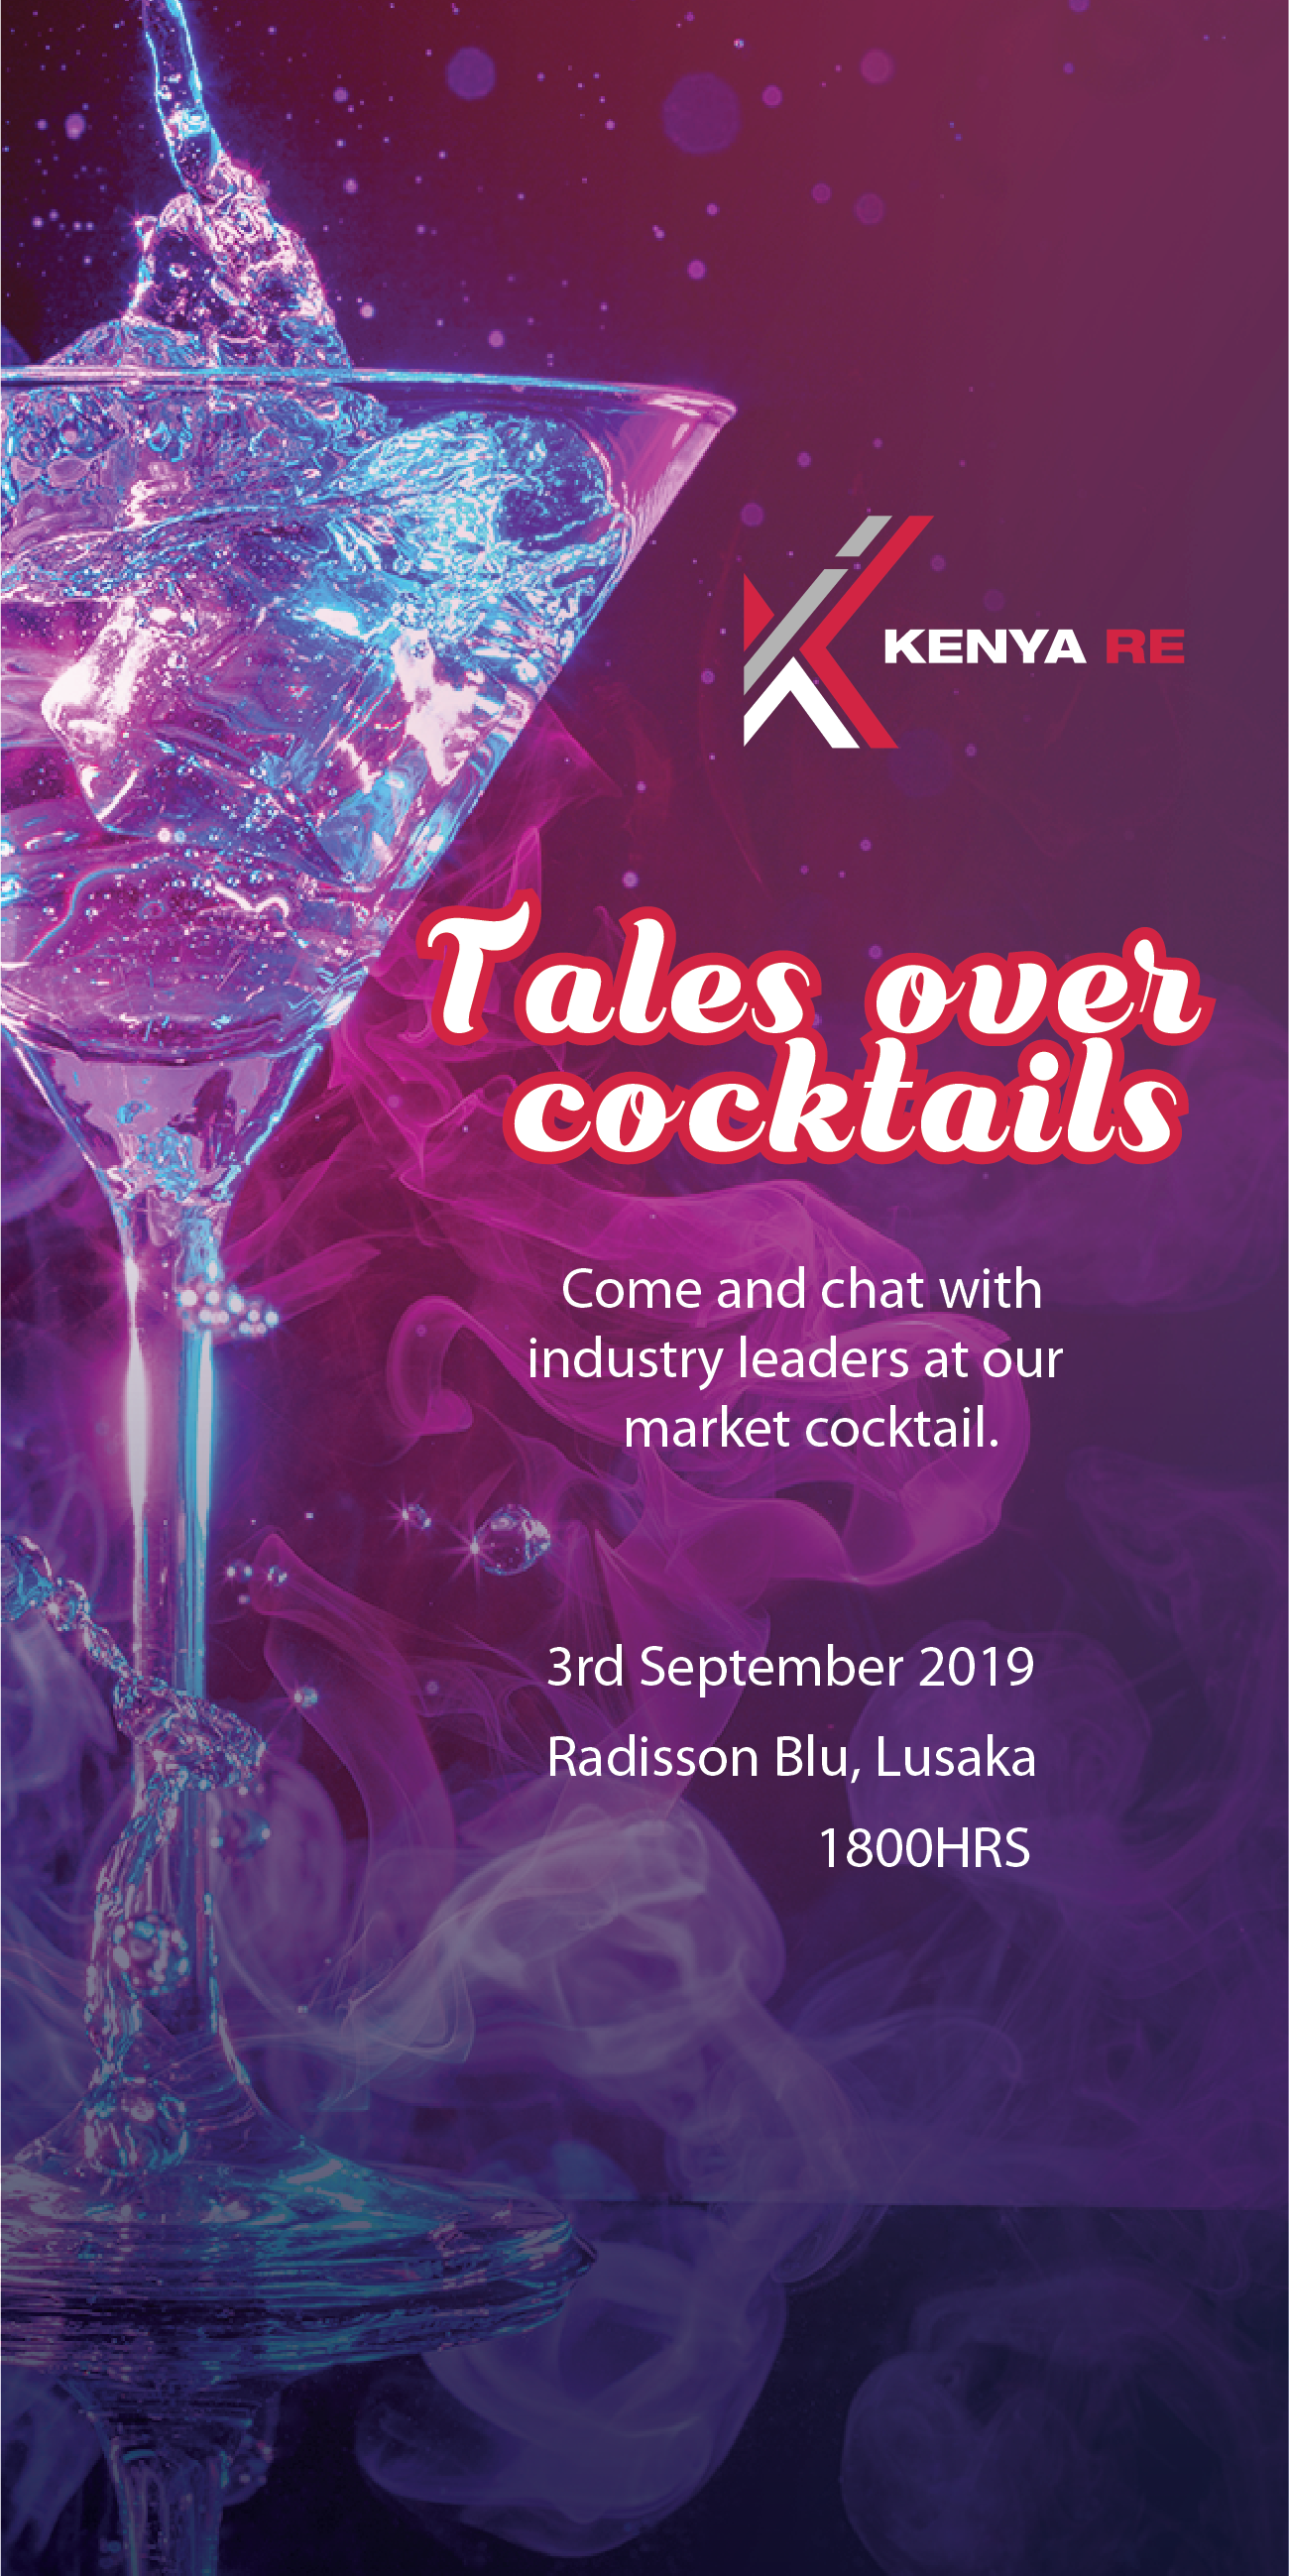 KENYA RE
Tales over
cocktails
Come and chat with
industry leaders at our
market cocktail.
3rd September 2019
Radisson Blu, Lusaka
1800HRS